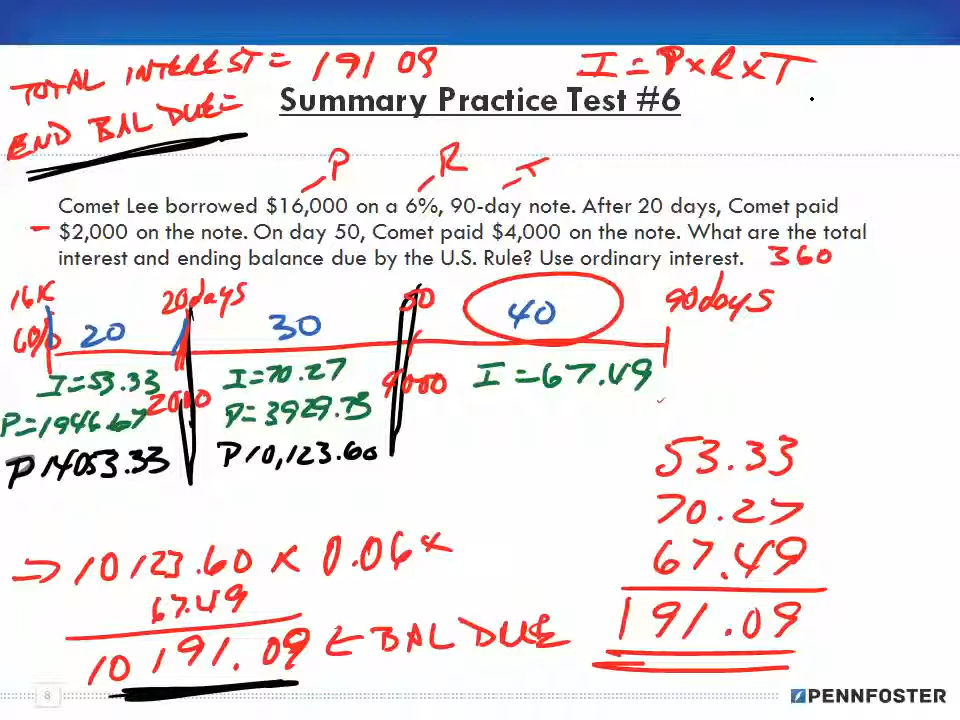 TOTAL INTEREST = 191 09
I = P x R x T
Summary Practice Test #6
END BAL DUE =
P R T
Comet Lee borrowed $16,000 on a 6%, 90-day note. After 20 days, Comet paid
$2,000 on the note. On day 50, Comet paid $4,000 on the note. What are the total
interest and ending balance due by the U.S. Rule? Use ordinary interest. 360
16K 20days 50 90days
6% 20 30 40
I = 53.33 I = 70.27 4000 I = 67.49
2000
P = 1946.67 P = 3929.73
P 14053.33 P 10,123.60
53.33
70.27
67.49
191.09
⇒ 10123.60 x 0.06 x
67.49
10191.09 ← BAL DUE
8
PENNFOSTER